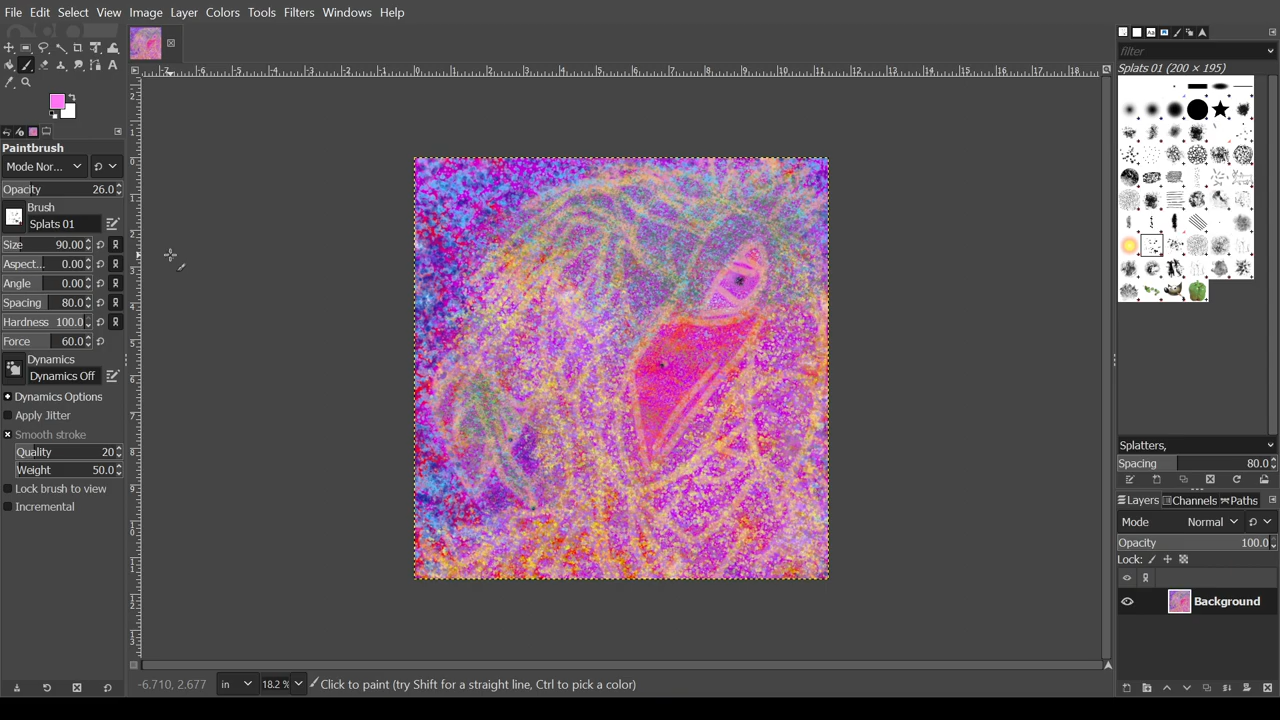 File Edit Select View Image Layer Colors Tools Filters Windows Help
filter
Splats 01 (200 × 195)
Paintbrush
Mode Nor...
Opacity 26.0
Brush
Splats 01
Size 90.00
Aspect... 0.00
Angle 0.00
Spacing 80.0
Hardness 100.0
Force 60.0
Dynamics
Dynamics Off
Dynamics Options
Apply Jitter
Smooth stroke
Quality 20
Weight 50.0
Lock brush to view
Incremental
Splatters,
Spacing 80.0
Layers Channels Paths
Mode Normal
Opacity 100.0
Lock:
Background
-6.710, 2.677 in 18.2 % Click to paint (try Shift for a straight line, Ctrl to pick a color)